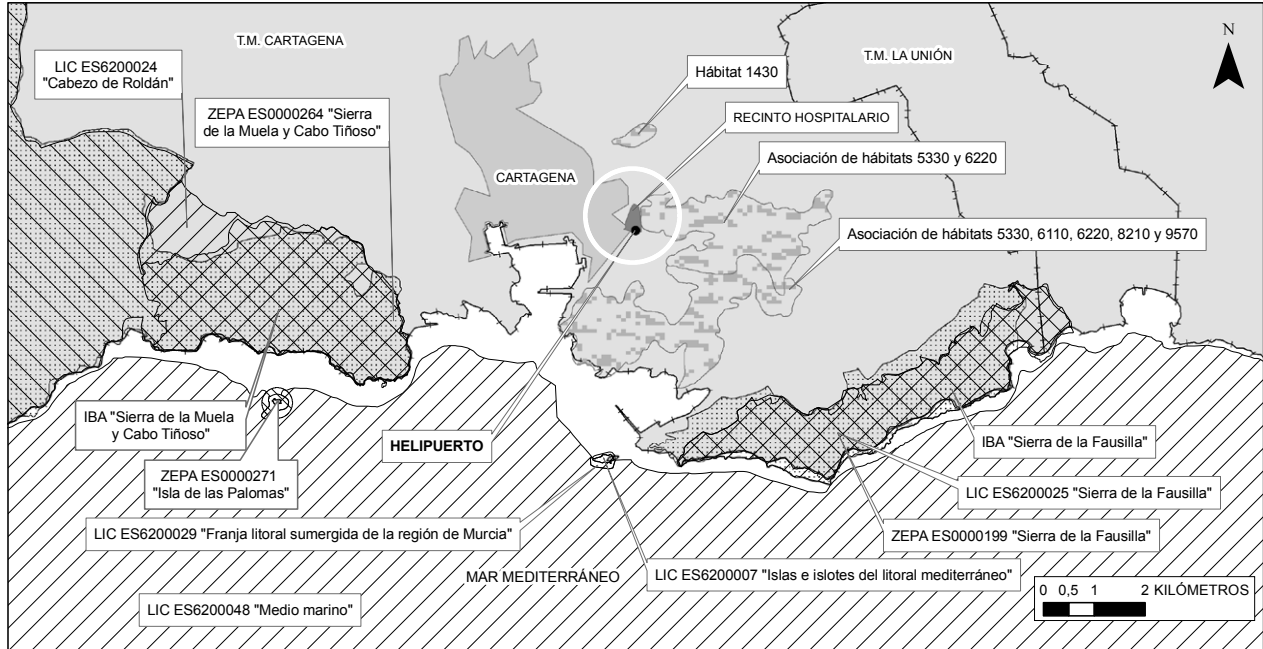 T.M. CARTAGENA
N
T.M. LA UNIÓN
LIC ES6200024
"Cabezo de Roldán"
Hábitat 1430
ZEPA ES0000264 "Sierra
de la Muela y Cabo Tiñoso"
RECINTO HOSPITALARIO
Asociación de hábitats 5330 y 6220
CARTAGENA
Asociación de hábitats 5330, 6110, 6220, 8210 y 9570
IBA "Sierra de la Muela
y Cabo Tiñoso"
HELIPUERTO
IBA "Sierra de la Fausilla"
ZEPA ES0000271
"Isla de las Palomas"
LIC ES6200025 "Sierra de la Fausilla"
LIC ES6200029 "Franja litoral sumergida de la región de Murcia"
ZEPA ES0000199 "Sierra de la Fausilla"
MAR MEDITERRÁNEO
LIC ES6200007 "Islas e islotes del litoral mediterráneo"
LIC ES6200048 "Medio marino"
0 0,5 1 2 KILÓMETROS